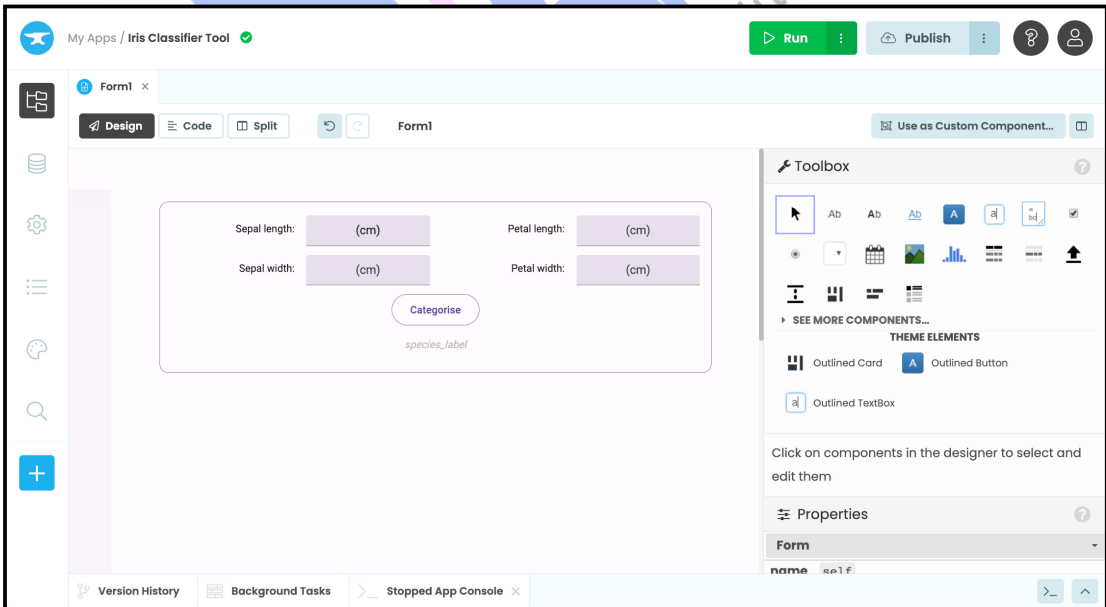 My Apps / Iris Classifier Tool
Run
Publish
Form1
Design
Code
Split
Form1
Use as Custom Component...
Toolbox
Sepal length: (cm) Petal length: (cm)
Sepal width: (cm) Petal width: (cm)
Categorise
species_label
Ab Ab Ab A a
SEE MORE COMPONENTS...
THEME ELEMENTS
Outlined Card
A Outlined Button
a Outlined TextBox
Click on components in the designer to select and
edit them
Properties
Form
name self
Version History
Background Tasks
Stopped App Console